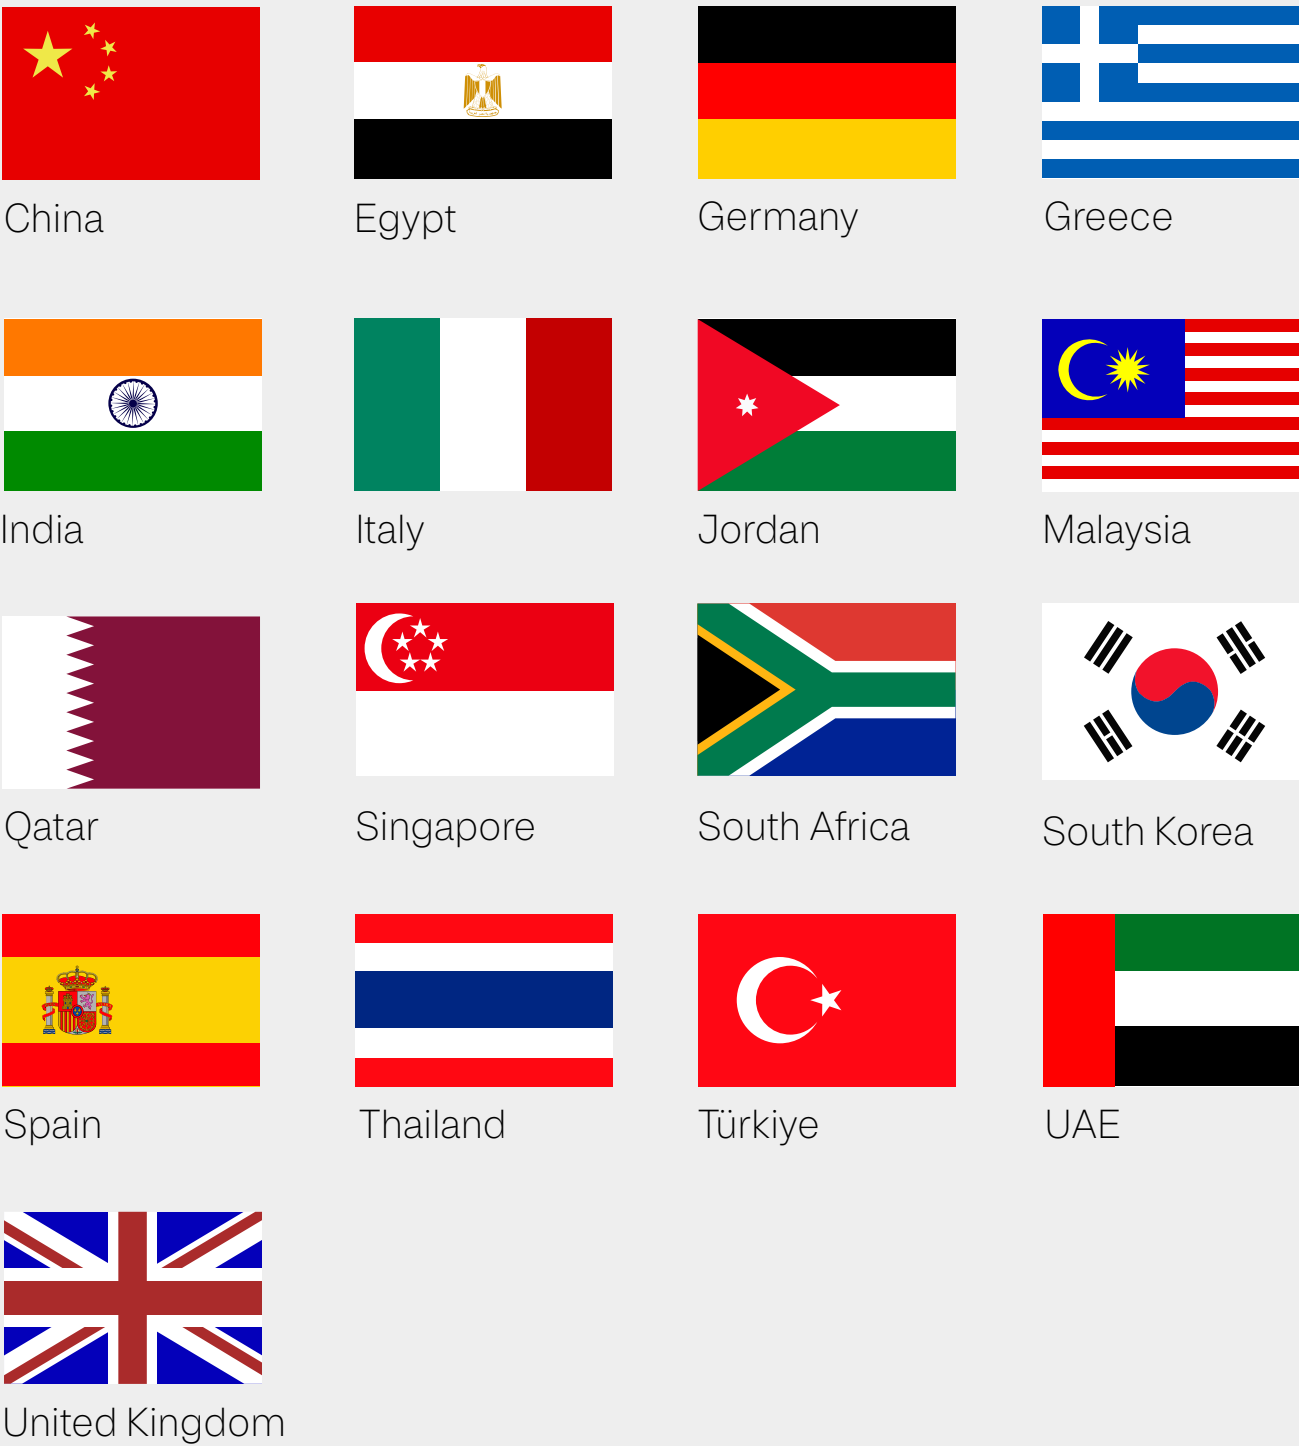 China
Egypt
Germany
Greece
India
Italy
Jordan
Malaysia
Qatar
Singapore
South Africa
South Korea
Spain
Thailand
Türkiye
UAE
United Kingdom